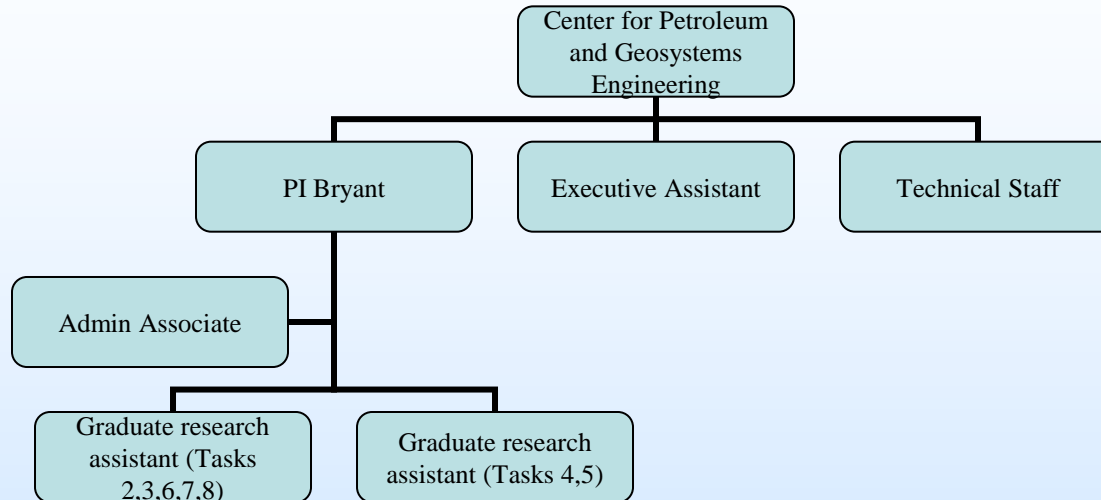 Center for Petroleum
and Geosystems
Engineering
PI Bryant
Executive Assistant
Technical Staff
Admin Associate
Graduate research
assistant (Tasks
2,3,6,7,8)
Graduate research
assistant (Tasks 4,5)